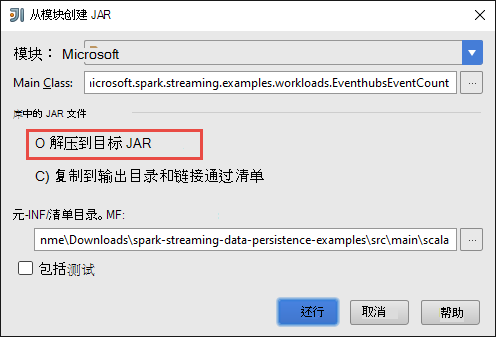 从模块创建 JAR
模块： Microsoft
Main Class: icrosoft.spark.streaming.examples.workloads.EventhubsEventCount ...
库中的 JAR 文件
O 解压到目标 JAR
C) 复制到输出目录和链接通过清单
元-INF/清单目录。MF:
nme\Downloads\spark-streaming-data-persistence-examples\src\main\scala ...
包括测试
还行 取消 帮助